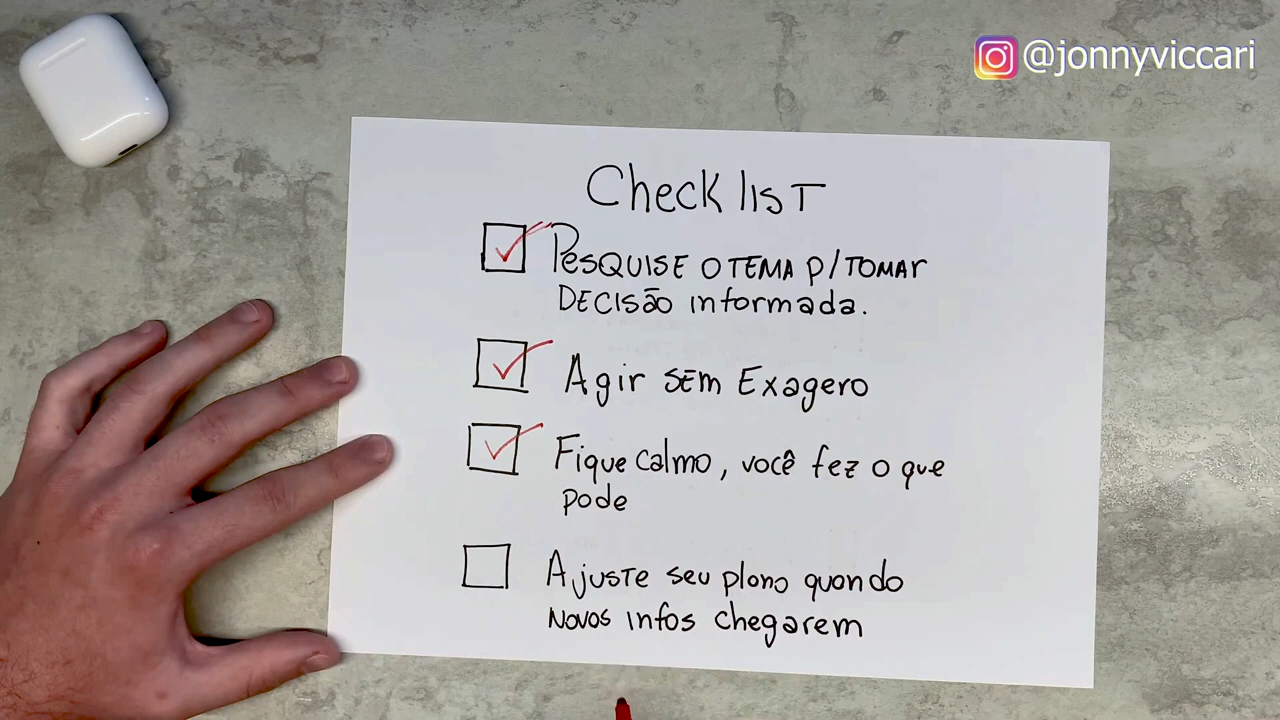 @jonnyviccari
Check list
PESQUISE O TEMA P/TOMAR
DECISÃO informada.
Agir SEM Exagero
Fique Calmo, você fez o que
pode
Ajuste seu plano quando
NOVOS infos chegarem